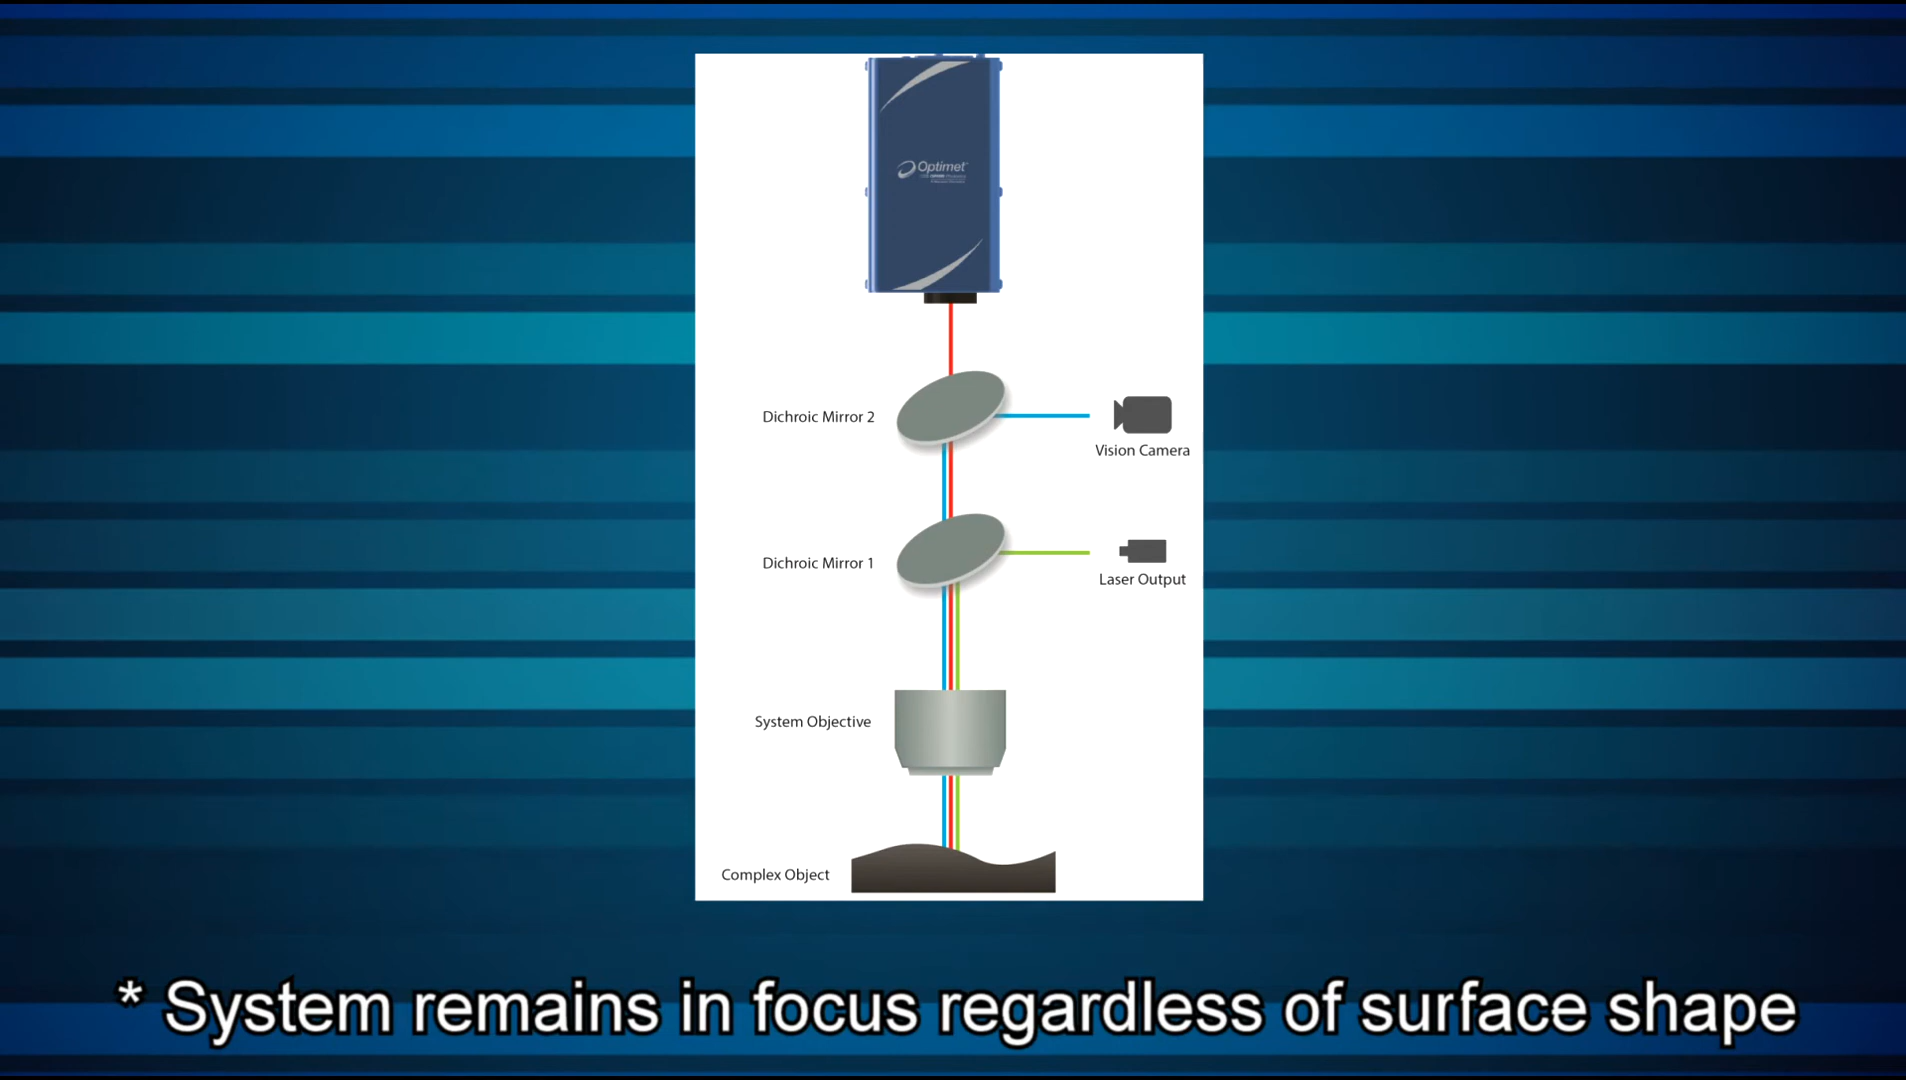 Optimet
Dichroic Mirror 2
Vision Camera
Dichroic Mirror 1
Laser Output
System Objective
Complex Object
* System remains in focus regardless of surface shape